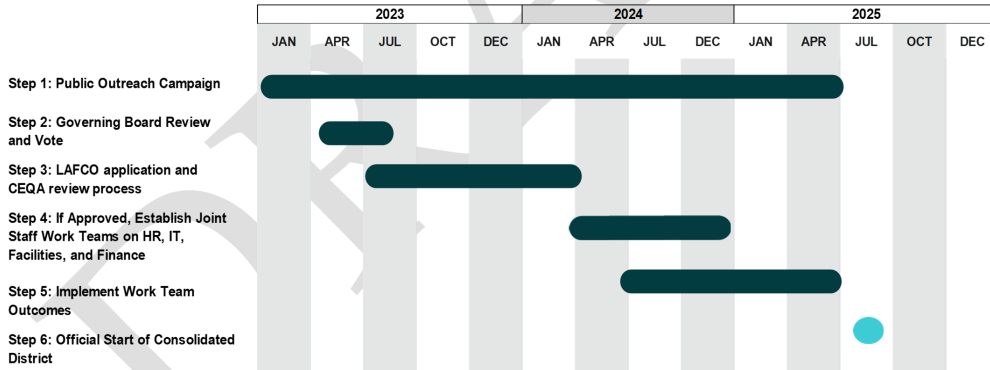 2023 2024 2025
JAN APR JUL OCT DEC JAN APR JUL DEC JAN APR JUL OCT DEC
Step 1: Public Outreach Campaign
Step 2: Governing Board Review
and Vote
Step 3: LAFCO application and
CEQA review process
Step 4: If Approved, Establish Joint
Staff Work Teams on HR, IT,
Facilities, and Finance
Step 5: Implement Work Team
Outcomes
Step 6: Official Start of Consolidated
District